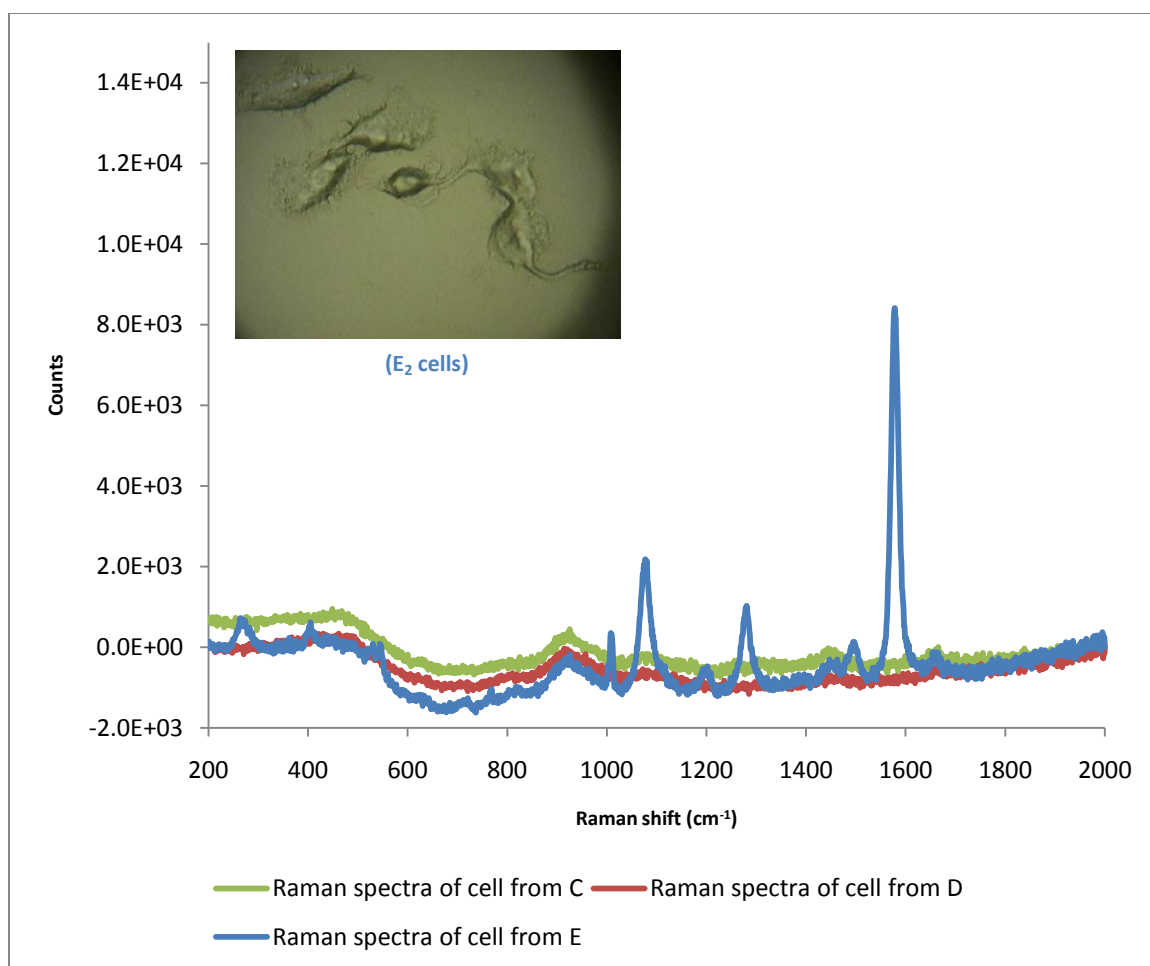 1.4E+04
1.2E+04
1.0E+04
8.0E+03
6.0E+03
4.0E+03
2.0E+03
0.0E+00
-2.0E+03
Counts
(E₂ cells)
200 400 600 800 1000 1200 1400 1600 1800 2000
Raman shift (cm⁻¹)
Raman spectra of cell from C Raman spectra of cell from D
Raman spectra of cell from E